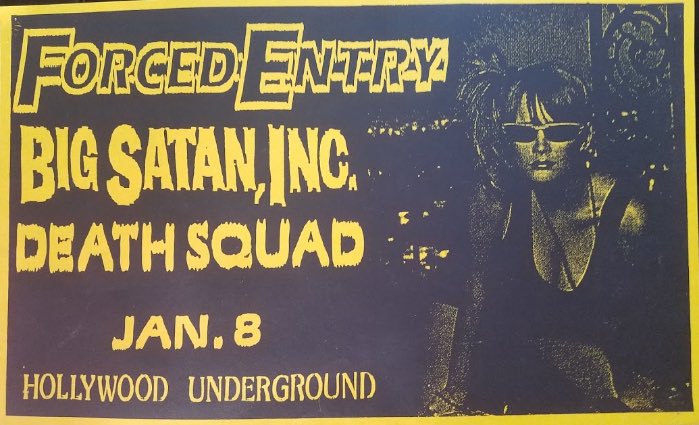 FORCED ENTRY
BIG SATAN, INC.
DEATH SQUAD
JAN. 8
HOLLYWOOD UNDERGROUND